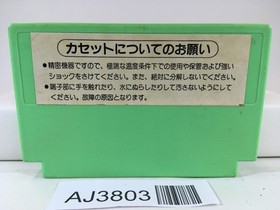 カセットについてのお願い
●精密機器ですので、極端な温度条件下での使用や保管および強い
ショックをさけてください。また、絶対に分解しないでください。
●端子部に手を触れたり、水にぬらしたりして汚さないようにして
ください。故障の原因となります。
AJ3803